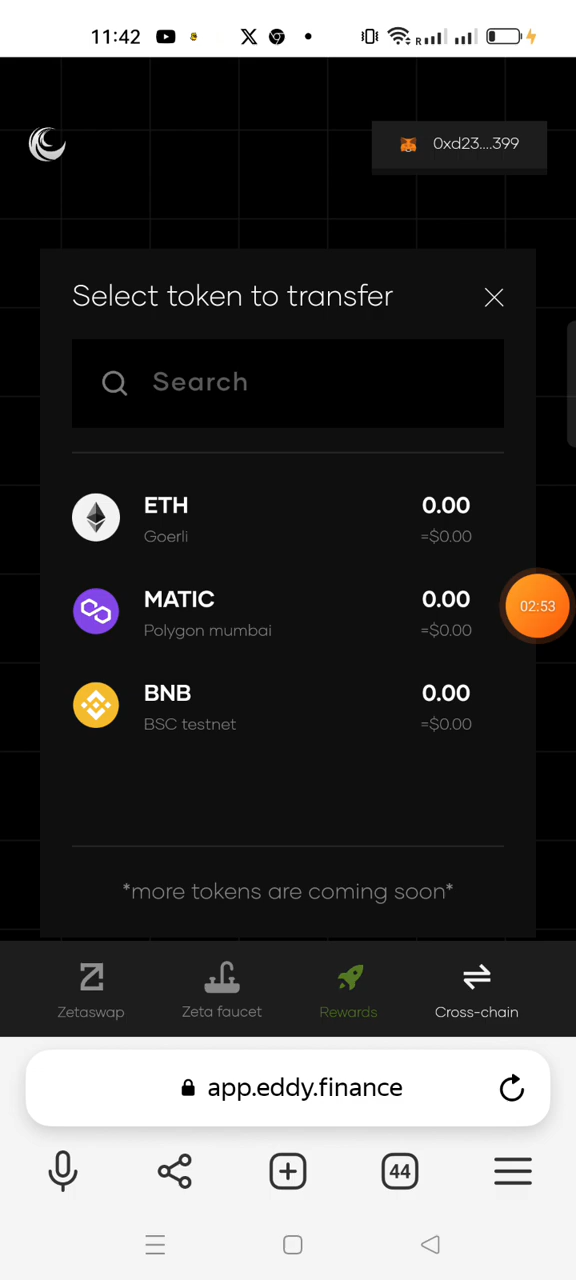 11:42
R
0xd23....399
Select token to transfer
Search
ETH 0.00
Goerli =$0.00
MATIC 0.00
Polygon mumbai =$0.00
02:53
BNB 0.00
BSC testnet =$0.00
*more tokens are coming soon*
Zetaswap Zeta faucet Rewards Cross-chain
app.eddy.finance
44